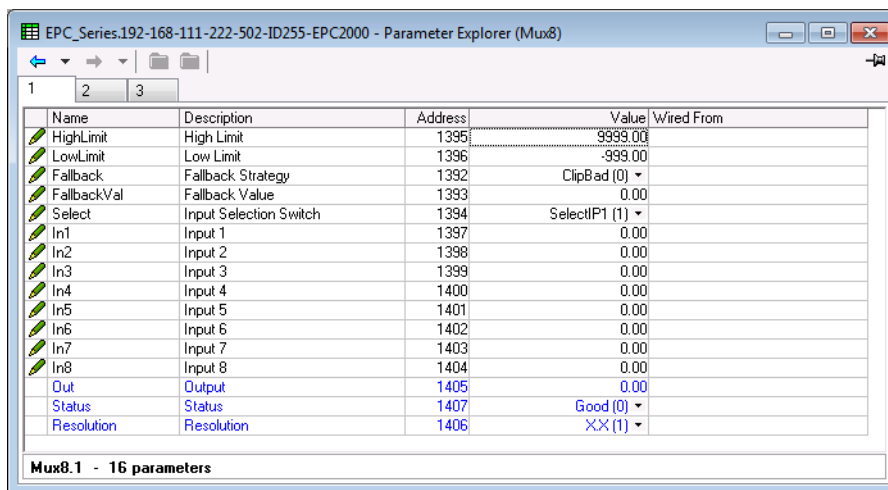 EPC_Series.192-168-111-222-502-ID255-EPC2000 - Parameter Explorer (Mux8)
1 2 3
Name Description Address Value Wired From
HighLimit High Limit 1395 9999.00
LowLimit Low Limit 1396 -999.00
Fallback Fallback Strategy 1392 ClipBad (0)
FallbackVal Fallback Value 1393 0.00
Select Input Selection Switch 1394 SelectIP1 (1)
In1 Input 1 1397 0.00
In2 Input 2 1398 0.00
In3 Input 3 1399 0.00
In4 Input 4 1400 0.00
In5 Input 5 1401 0.00
In6 Input 6 1402 0.00
In7 Input 7 1403 0.00
In8 Input 8 1404 0.00
Out Output 1405 0.00
Status Status 1407 Good (0)
Resolution Resolution 1406 X.X (1)
Mux8.1 - 16 parameters